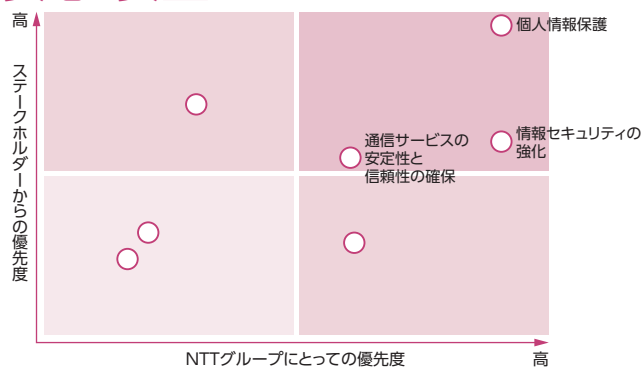 高
ステークホルダーからの優先度
個人情報保護
通信サービスの
安定性と
信頼性の確保
情報セキュリティの
強化
NTTグループにとっての優先度
高